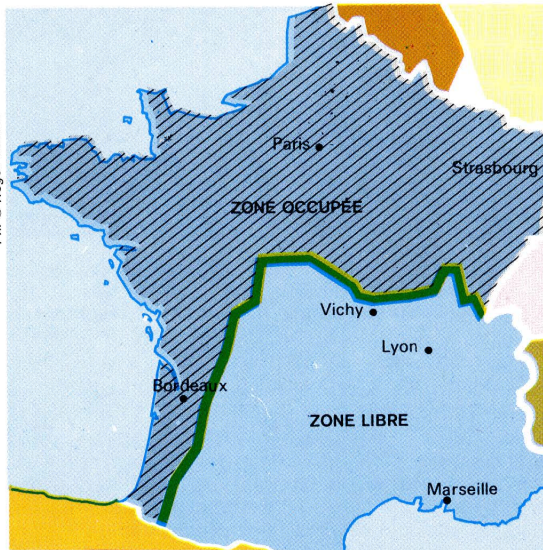 Paris
Strasbourg
ZONE OCCUPÉE
Vichy
Lyon
Bordeaux
ZONE LIBRE
Marseille